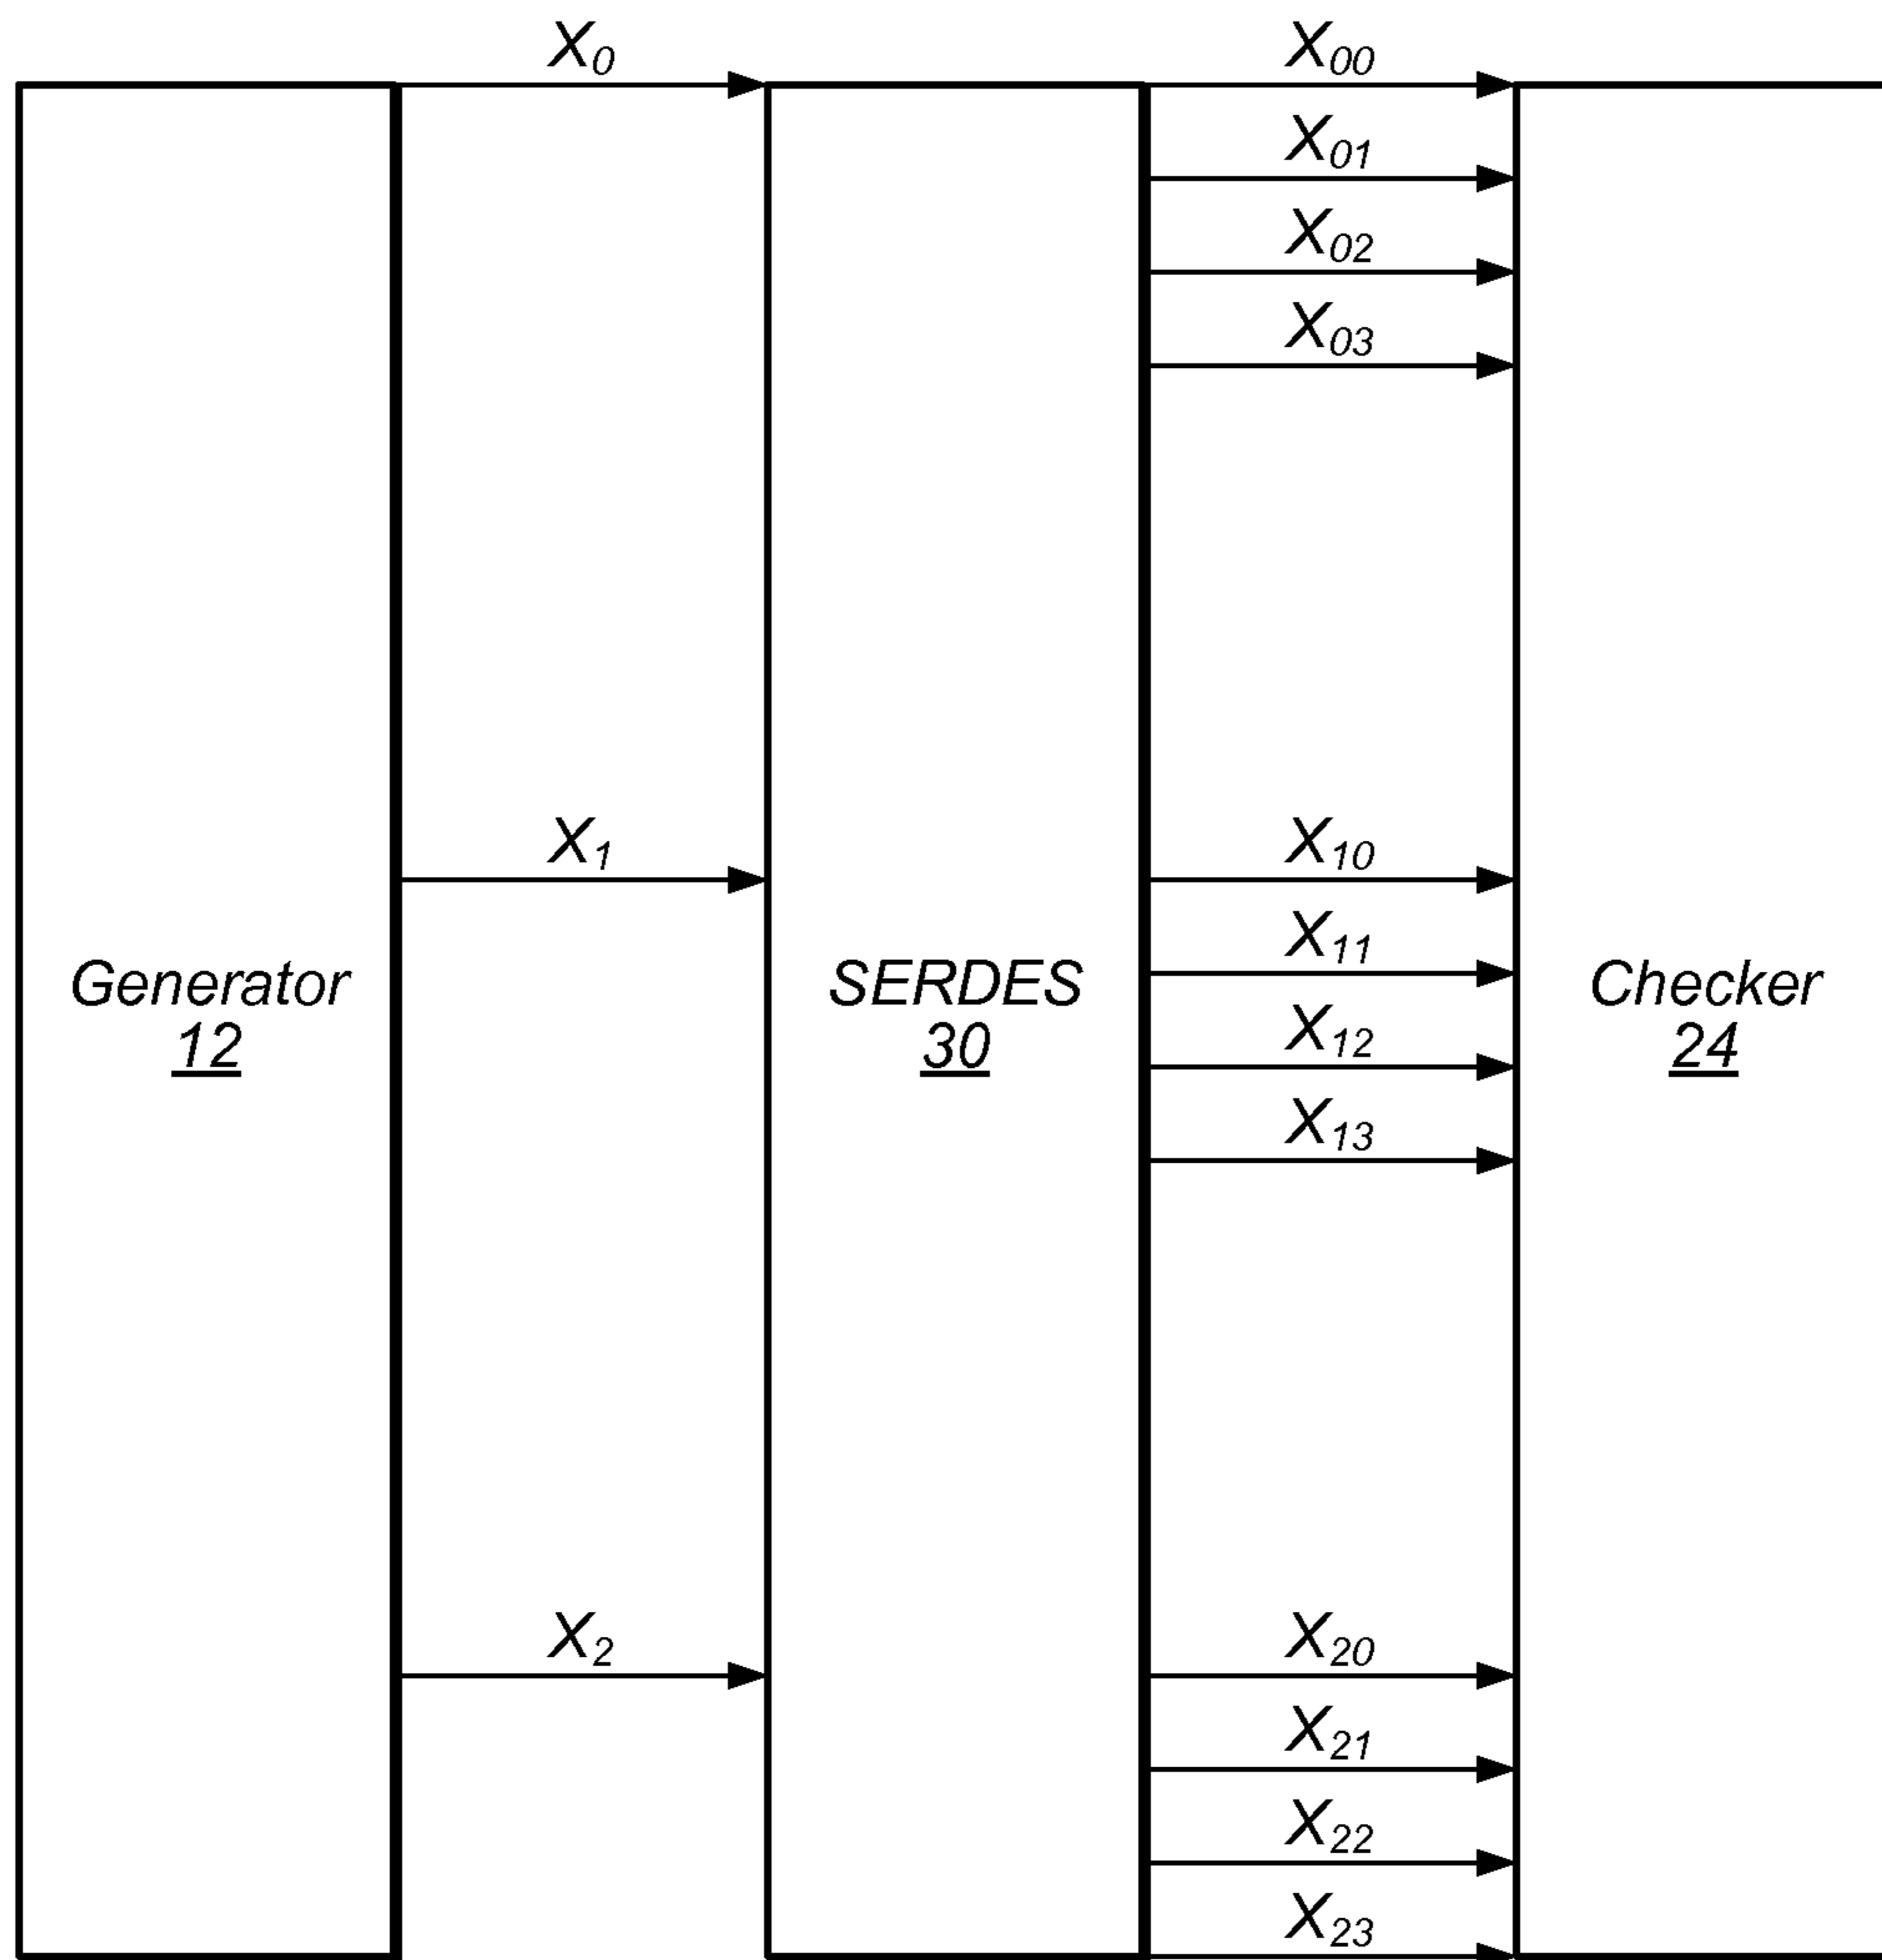 X0
X00
X01
X02
X03
X1
X10
Generator
12
SERDES
30
Checker
24
X11
X12
X13
X2
X20
X21
X22
X23